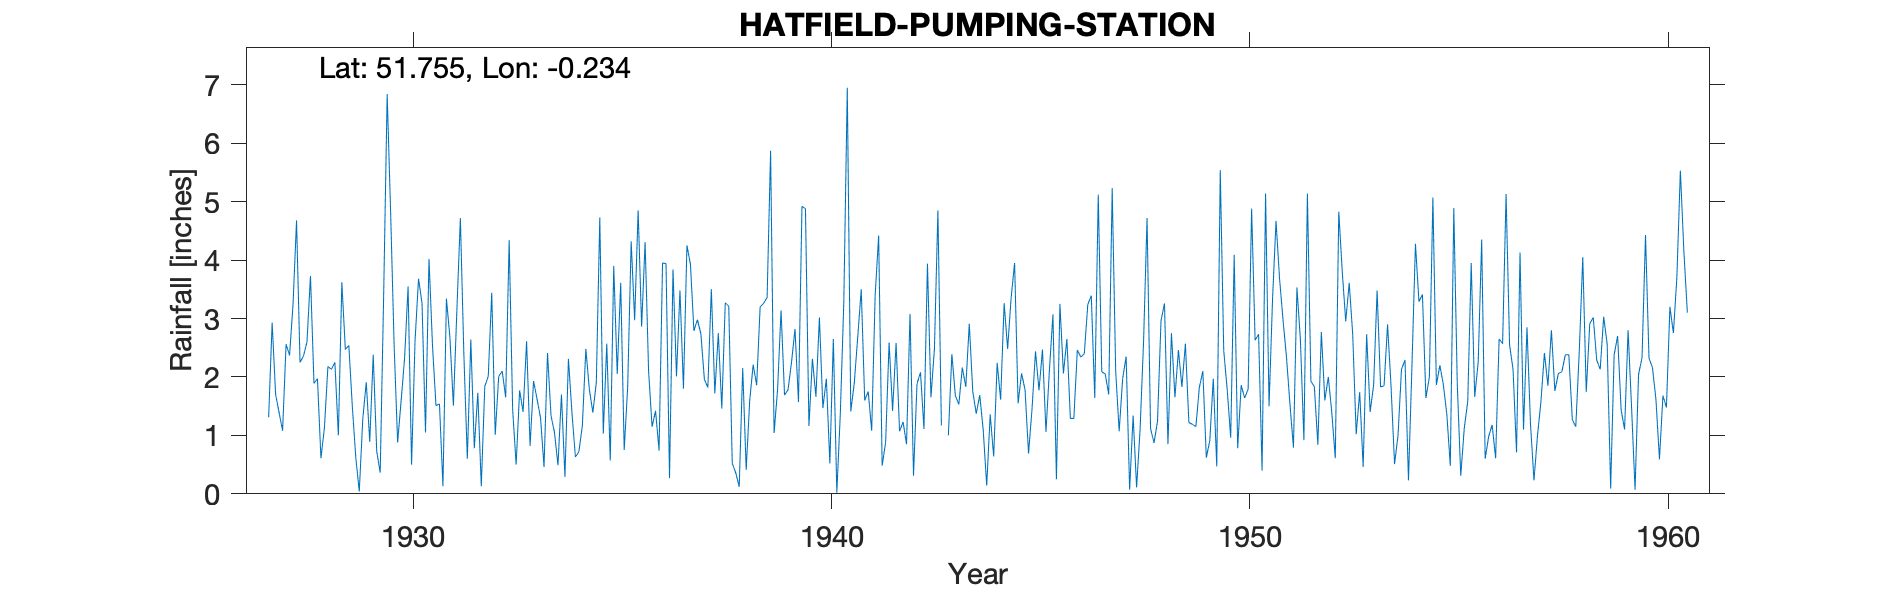 HATFIELD-PUMPING-STATION
Lat: 51.755, Lon: -0.234
7
6
5
4
3
2
1
0
Rainfall [inches]
1930 1940 1950 1960
Year